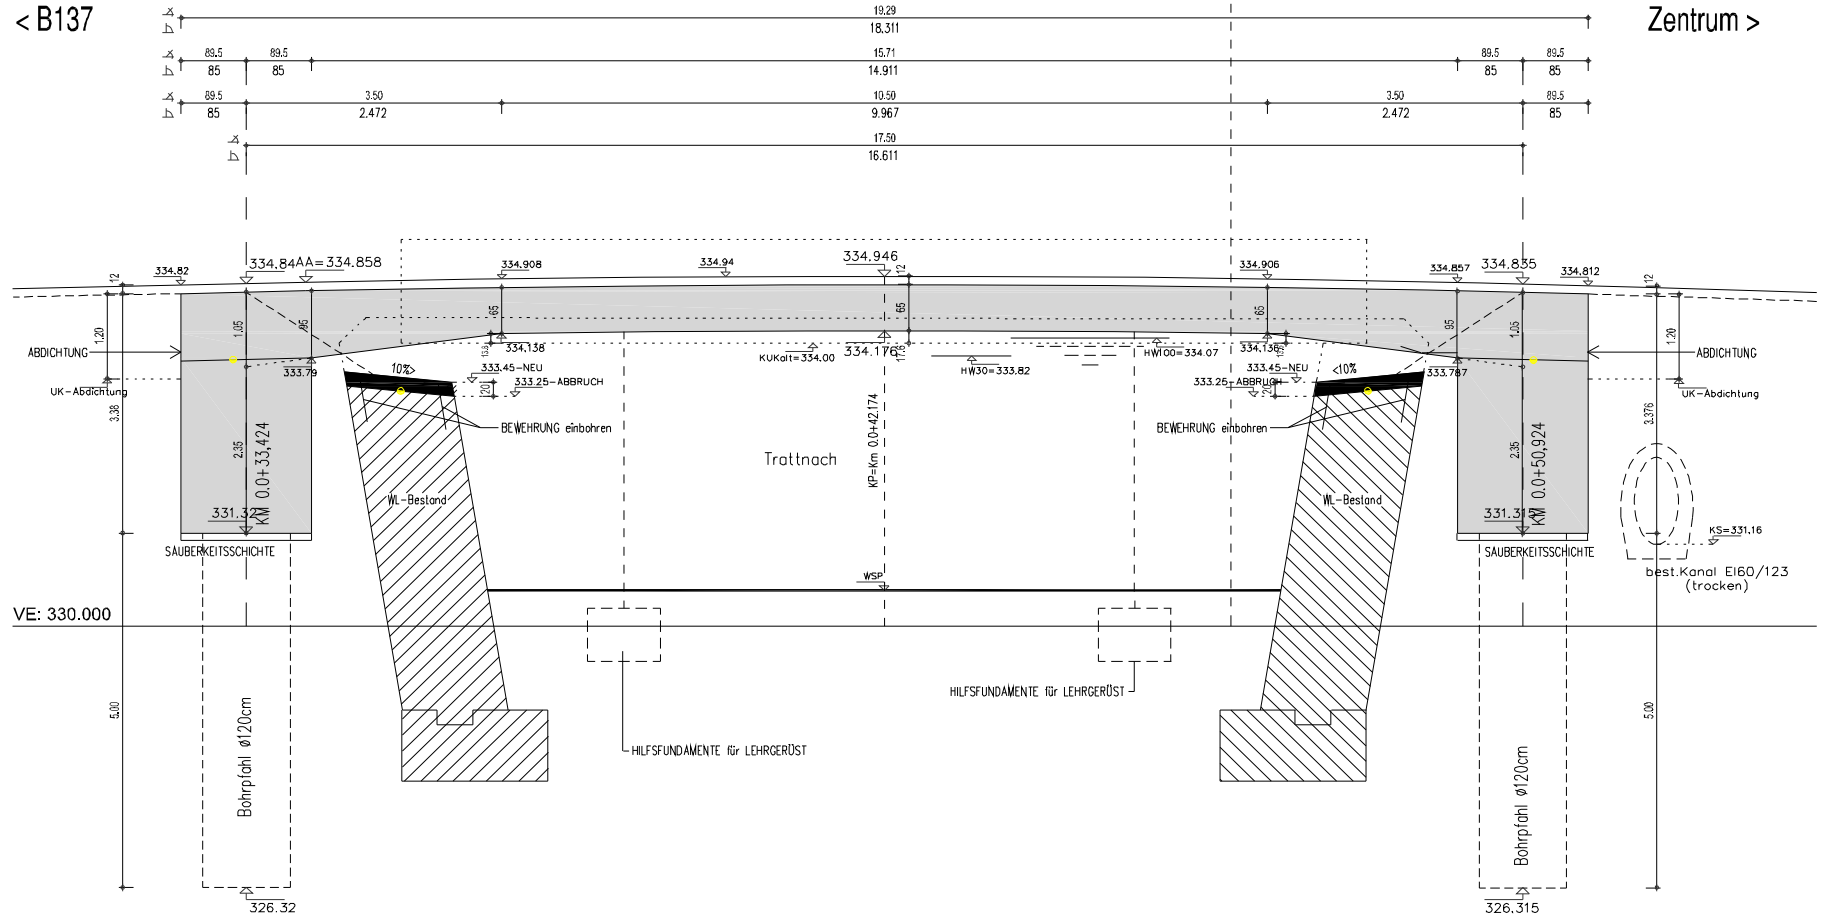 < B137
Zentrum >
19.29
18.311
89.5
89.5
15.71
89.5
89.5
85
85
14.911
85
85
89.5
3.50
10.50
3.50
89.5
85
2.472
9.967
2.472
85
17.50
16.611
334.82
334.84
AA=334.858
334.908
334.94
334.946
334.906
334.857
334.835
334.812
12
12
12
1.20
1.05
95
65
65
65
95
1.05
1.20
ABDICHTUNG
ABDICHTUNG
13.8
334.138
KUKalt=334.00
334.176
17.6
HW100=334.07
334.136
HW30=333.82
333.79
333.787
10%>
333.45-NEU
333.25-ABBRUCH
20
333.45-NEU
333.25-ABBRUCH
20
<10%
UK-Abdichtung
UK-Abdichtung
3.38
2.35
KM 0.0+33,424
BEWEHRUNG einbohren
BEWEHRUNG einbohren
Trattnach
KP=Km 0.0+42.174
2.35
KM 0.0+50,924
3.376
WL-Bestand
WL-Bestand
331.32
331.315
KS=331,16
SAUBERKEITSSCHICHTE
SAUBERKEITSSCHICHTE
best.Kanal EI60/123
(trocken)
WSP
VE: 330.000
5.00
5.00
HILFSFUNDAMENTE für LEHRGERÜST
HILFSFUNDAMENTE für LEHRGERÜST
Bohrpfahl ø120cm
Bohrpfahl ø120cm
326.32
326,315